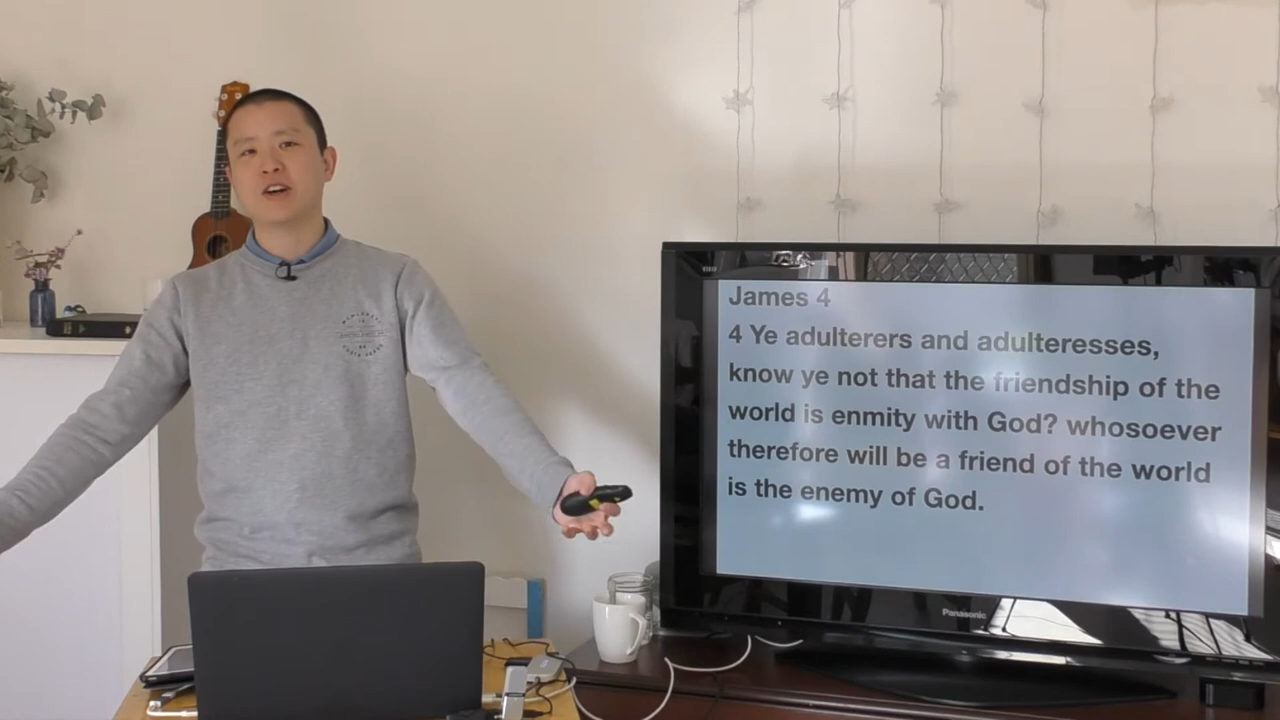 James 4
4 Ye adulterers and adulteresses,
know ye not that the friendship of the
world is enmity with God? whosoever
therefore will be a friend of the world
is the enemy of God.
Panasonic